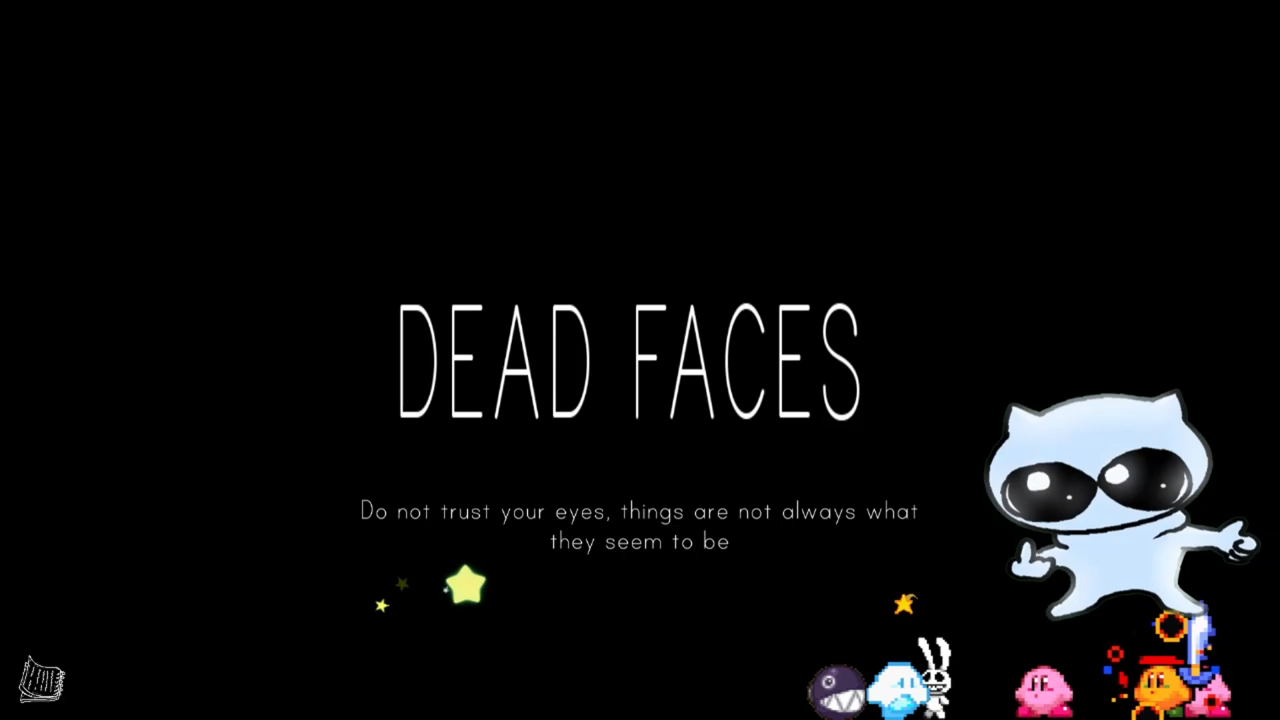 DEAD FACES
Do not trust your eyes, things are not always what
they seem to be